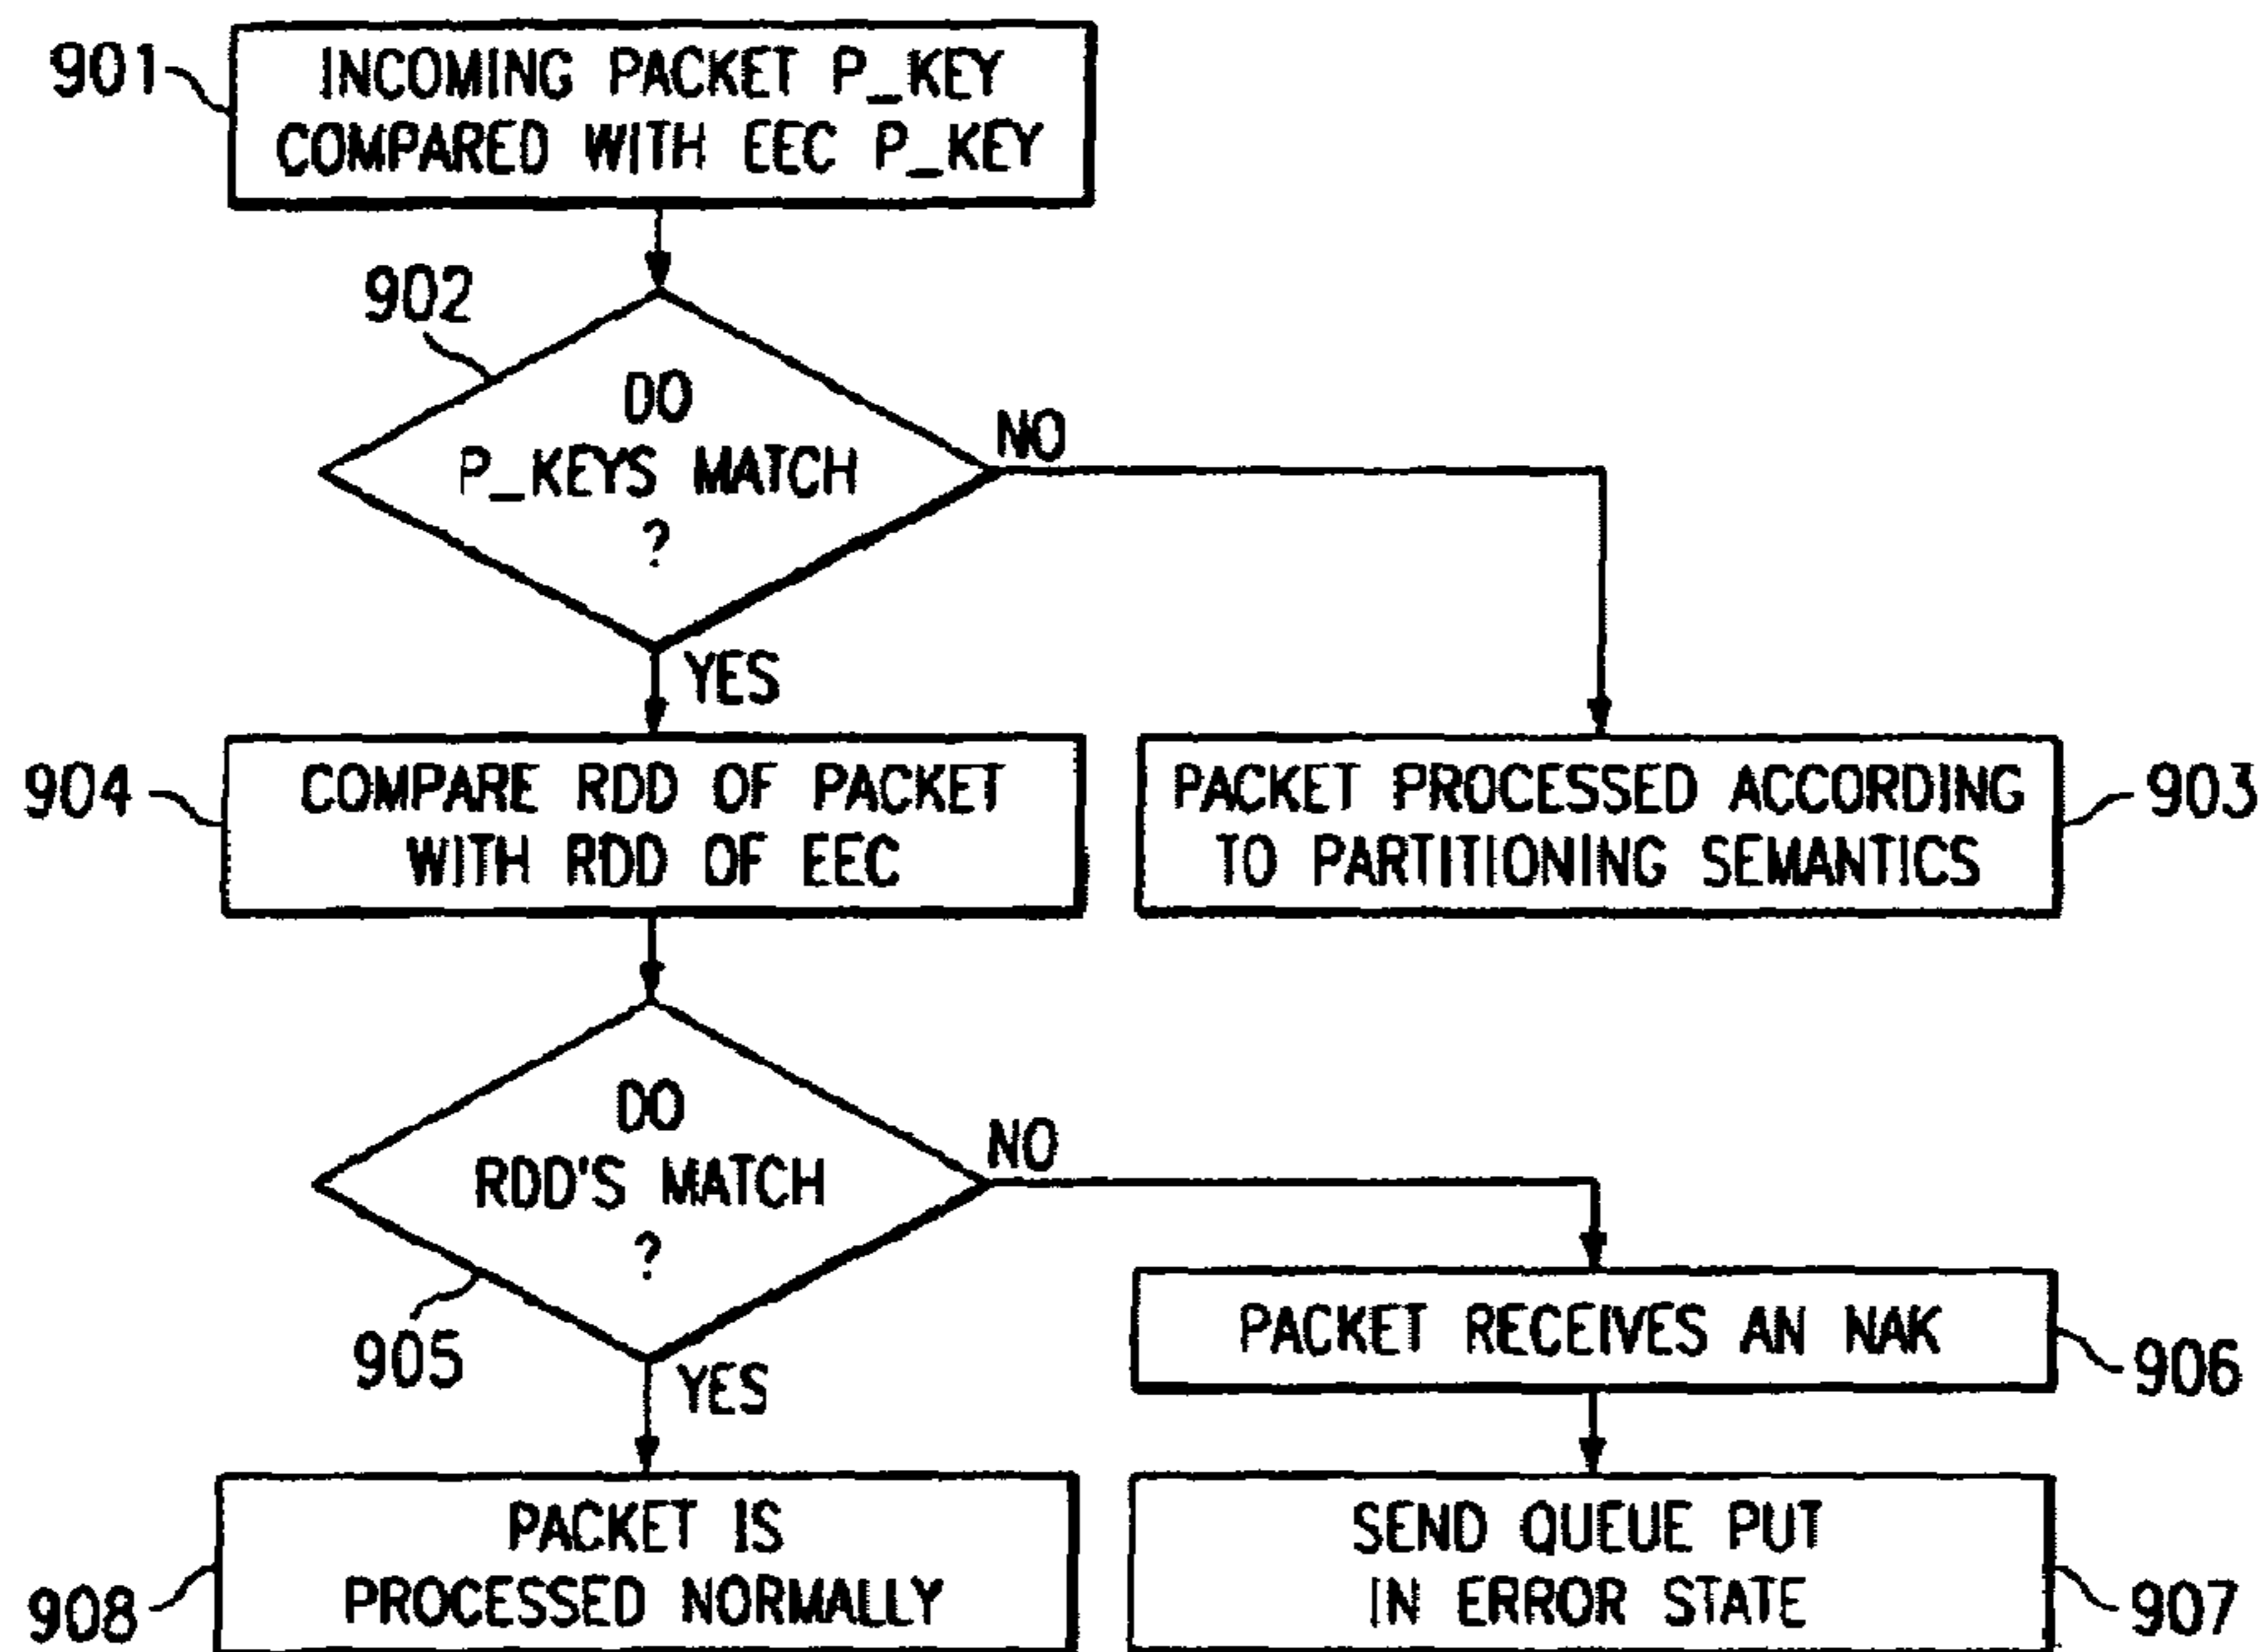 901
INCOMING PACKET P_KEY
COMPARED WITH EEC P_KEY
902
DO
P_KEY'S MATCH
?
NO
YES
904
COMPARE RDD OF PACKET
WITH RDD OF EEC
PACKET PROCESSED ACCORDING
TO PARTITIONING SEMANTICS
903
DO
RDD'S MATCH
?
NO
905
YES
PACKET RECEIVES AN NAK
906
908
PACKET IS
PROCESSED NORMALLY
SEND QUEUE PUT
IN ERROR STATE
907